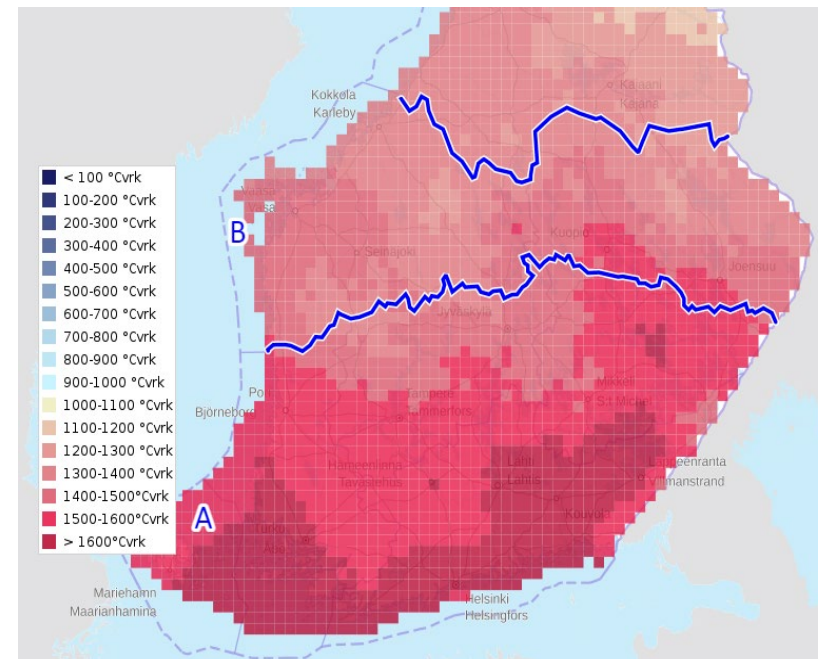 Kokkola
Karleby
Kajaani
Kajana
< 100 °Cvrk
100-200 °Cvrk
200-300 °Cvrk
300-400 °Cvrk
400-500 °Cvrk
500-600 °Cvrk
600-700 °Cvrk
700-800 °Cvrk
800-900 °Cvrk
900-1000 °Cvrk
1000-1100 °Cvrk
1100-1200 °Cvrk
1200-1300 °Cvrk
1300-1400 °Cvrk
1400-1500°Cvrk
1500-1600°Cvrk
> 1600°Cvrk
Vaasa
Vasa
B
Seinäjoki
Kuopio
Joensuu
Jyväskylä
Pori
Björneborg
Tampere
Tammerfors
Mikkeli
S:t Michel
Hämeenlinna
Tavastehus
Lahti
Lahtis
Lappeenranta
Villmanstrand
A
Turku
Åbo
Kouvola
Mariehamn
Maarianhamina
Helsinki
Helsingfors